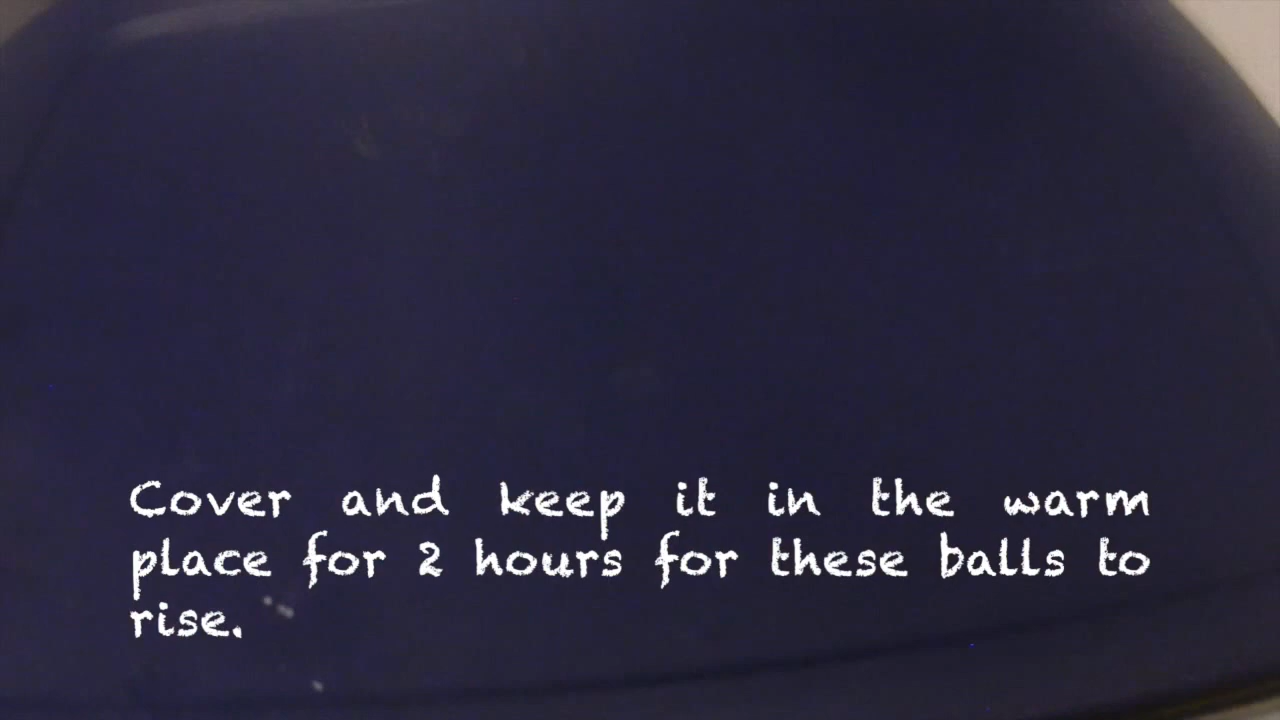 Cover and keep it in the warm
place for 2 hours for these balls to
rise.